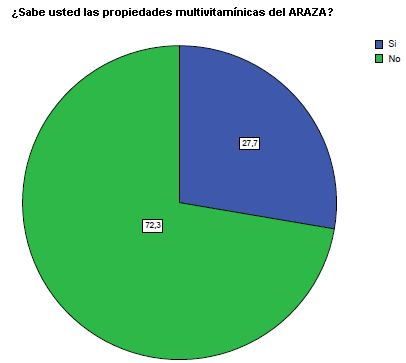 ¿Sabe usted las propiedades multivitamínicas del ARAZA?
Si
No
27,7
72,3